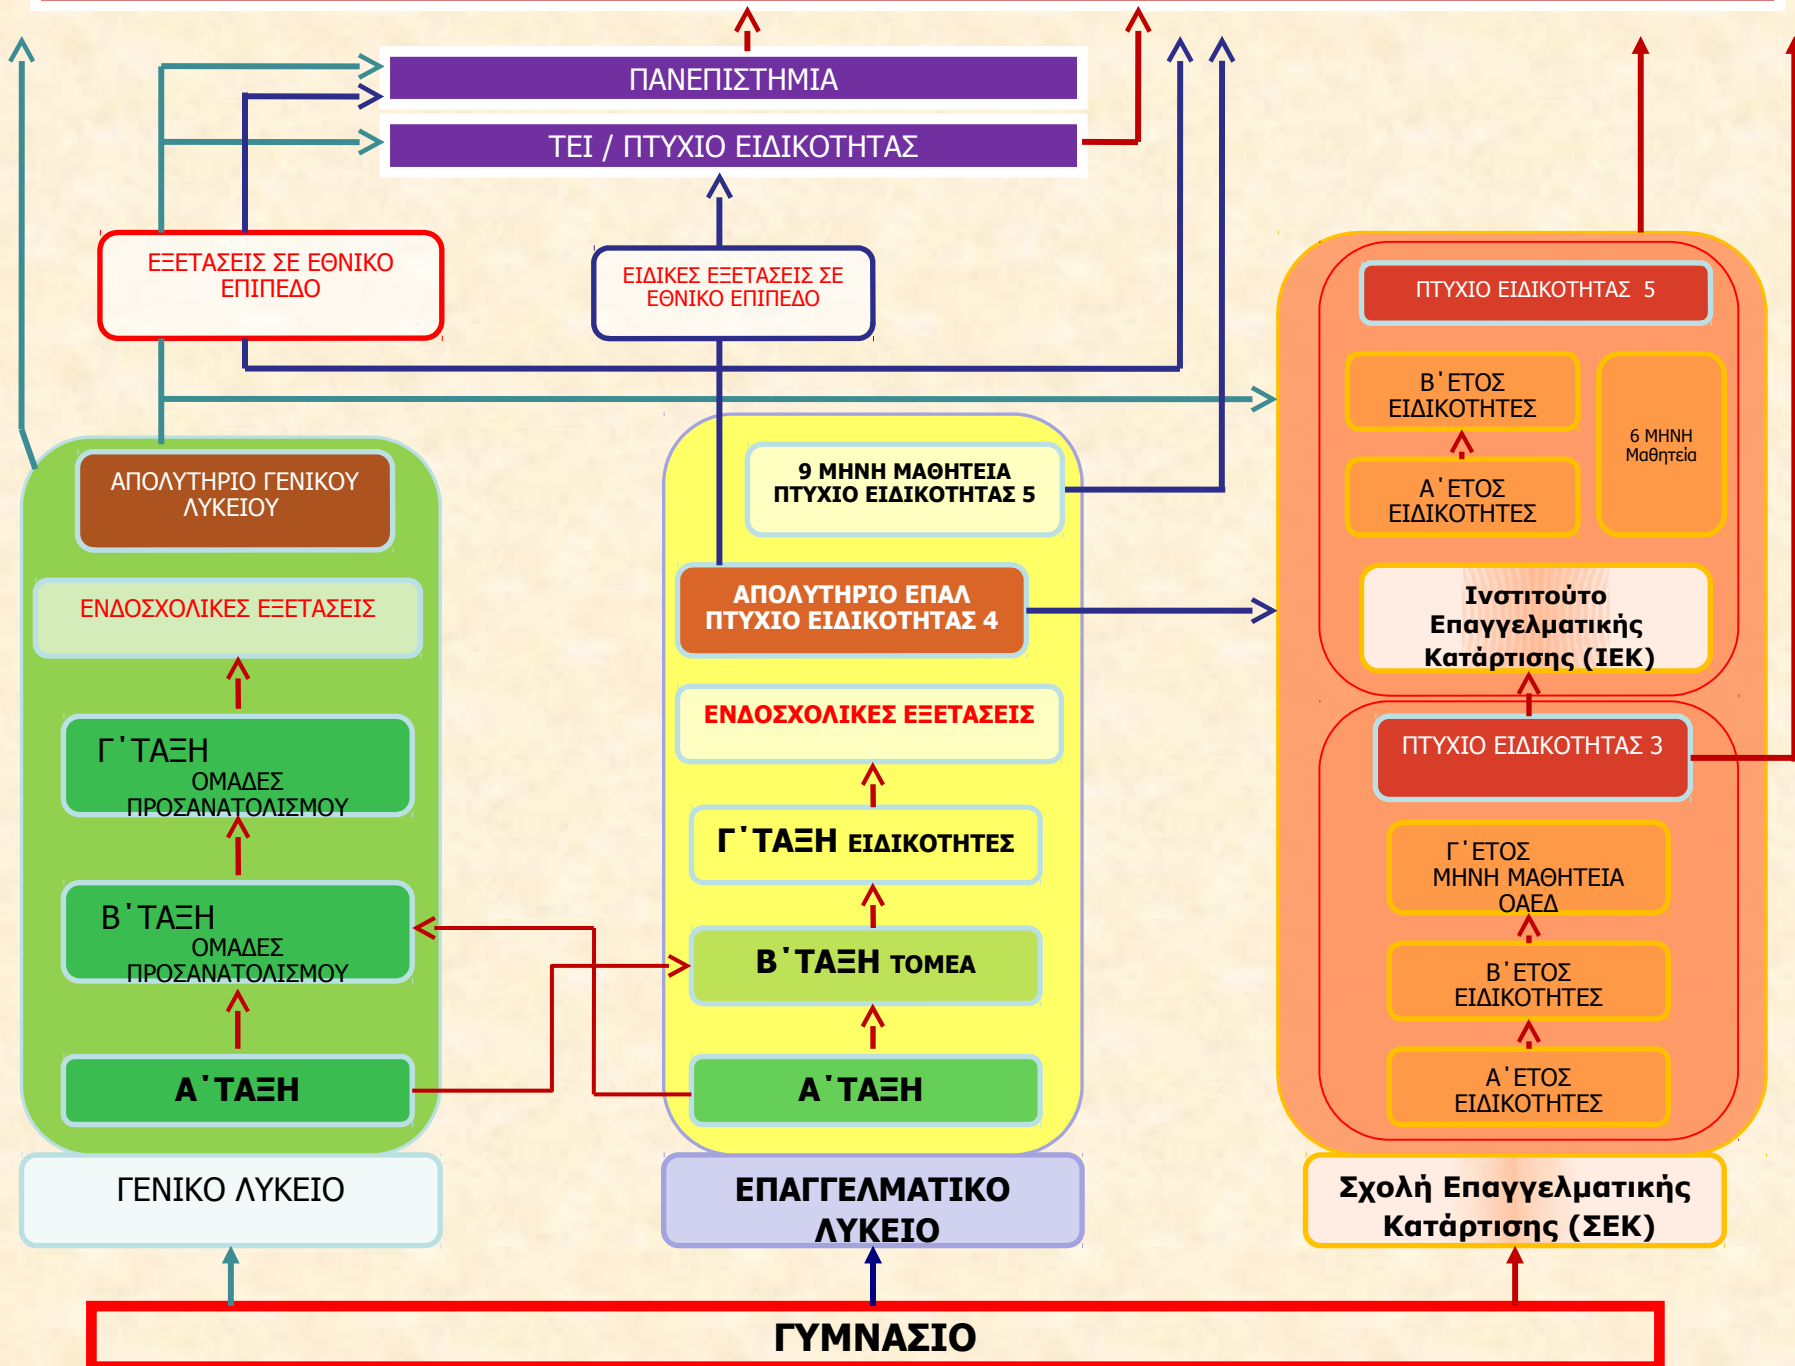 ΠΑΝΕΠΙΣΤΗΜΙΑ
ΤΕΙ / ΠΤΥΧΙΟ ΕΙΔΙΚΟΤΗΤΑΣ
ΕΞΕΤΑΣΕΙΣ ΣΕ ΕΘΝΙΚΟ
ΕΠΙΠΕΔΟ
ΕΙΔΙΚΕΣ ΕΞΕΤΑΣΕΙΣ ΣΕ
ΕΘΝΙΚΟ ΕΠΙΠΕΔΟ
ΑΠΟΛΥΤΗΡΙΟ ΓΕΝΙΚΟΥ
ΛΥΚΕΙΟΥ
ΕΝΔΟΣΧΟΛΙΚΕΣ ΕΞΕΤΑΣΕΙΣ
Γ΄ΤΑΞΗ
ΟΜΑΔΕΣ
ΠΡΟΣΑΝΑΤΟΛΙΣΜΟΥ
Β΄ΤΑΞΗ
ΟΜΑΔΕΣ
ΠΡΟΣΑΝΑΤΟΛΙΣΜΟΥ
Α΄ΤΑΞΗ
ΓΕΝΙΚΟ ΛΥΚΕΙΟ
9 ΜΗΝΗ ΜΑΘΗΤΕΙΑ
ΠΤΥΧΙΟ ΕΙΔΙΚΟΤΗΤΑΣ 5
ΑΠΟΛΥΤΗΡΙΟ ΕΠΑΛ
ΠΤΥΧΙΟ ΕΙΔΙΚΟΤΗΤΑΣ 4
ΕΝΔΟΣΧΟΛΙΚΕΣ ΕΞΕΤΑΣΕΙΣ
Γ΄ΤΑΞΗ ΕΙΔΙΚΟΤΗΤΕΣ
Β΄ΤΑΞΗ ΤΟΜΕΑ
Α΄ΤΑΞΗ
ΕΠΑΓΓΕΛΜΑΤΙΚΟ
ΛΥΚΕΙΟ
ΠΤΥΧΙΟ ΕΙΔΙΚΟΤΗΤΑΣ 5
Β΄ΕΤΟΣ
ΕΙΔΙΚΟΤΗΤΕΣ
6 ΜΗΝΗ
Μαθητεία
Α΄ΕΤΟΣ
ΕΙΔΙΚΟΤΗΤΕΣ
Ινστιτούτο
Επαγγελματικής
Κατάρτισης (ΙΕΚ)
ΠΤΥΧΙΟ ΕΙΔΙΚΟΤΗΤΑΣ 3
Γ΄ΕΤΟΣ
ΜΗΝΗ ΜΑΘΗΤΕΙΑ
ΟΑΕΔ
Β΄ΕΤΟΣ
ΕΙΔΙΚΟΤΗΤΕΣ
Α΄ΕΤΟΣ
ΕΙΔΙΚΟΤΗΤΕΣ
Σχολή Επαγγελματικής
Κατάρτισης (ΣΕΚ)
ΓΥΜΝΑΣΙΟ